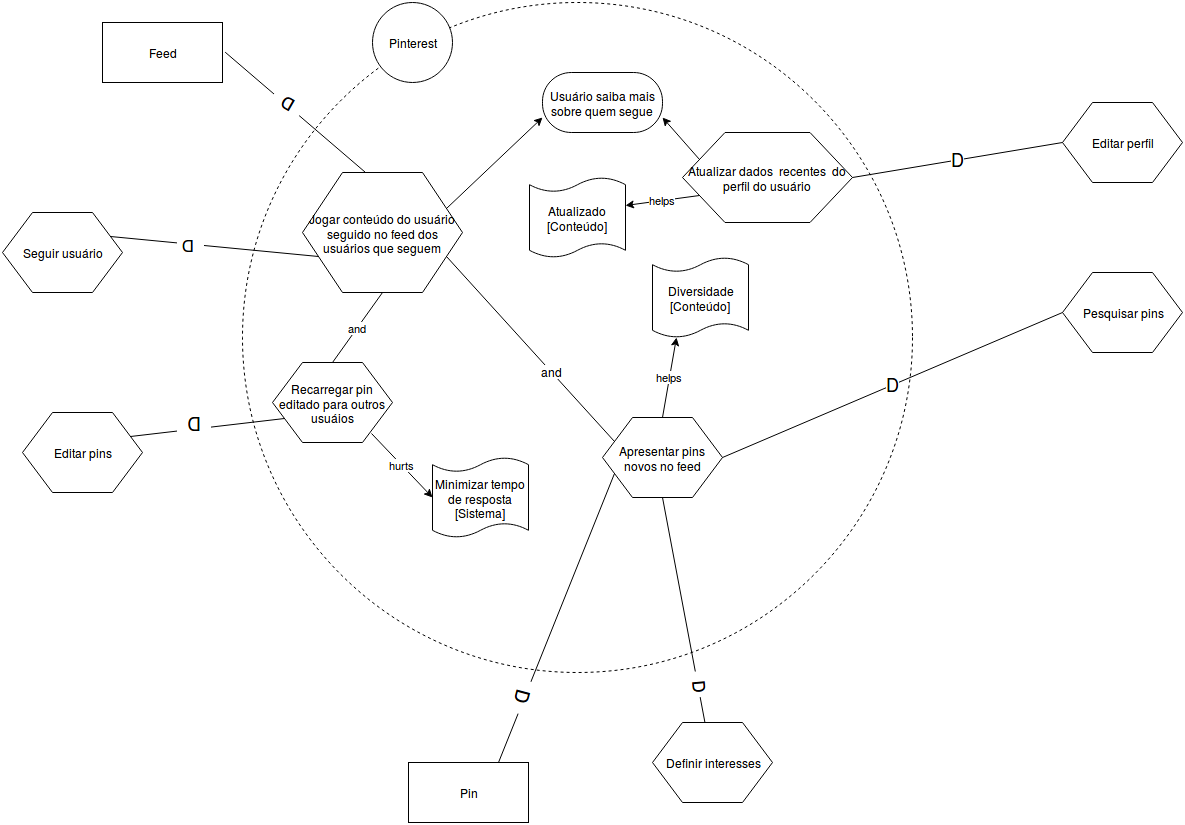 Pinterest
Feed
D
Usuário saiba mais
sobre quem segue
Editar perfil
D
Atualizar dados recentes do
perfil do usuário
helps
Atualizado
[Conteúdo]
Jogar conteúdo do usuário
seguido no feed dos
usuários que seguem
D
Seguir usuário
Diversidade
[Conteúdo]
Pesquisar pins
and
and
helps
D
Recarregar pin
editado para outros
usuáios
D
Editar pins
Apresentar pins
novos no feed
hurts
Minimizar tempo
de resposta
[Sistema]
D
D
Definir interesses
Pin